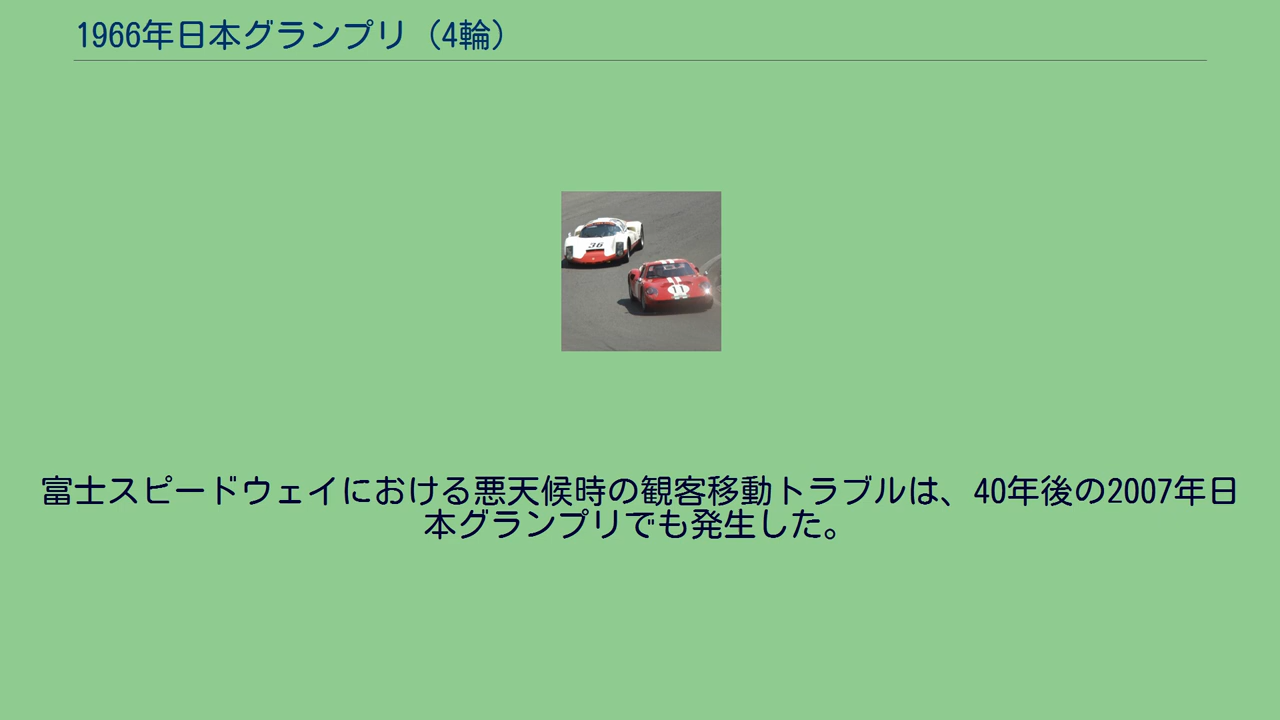 1966年日本グランプリ（4輪）
36
11
富士スピードウェイにおける悪天候時の観客移動トラブルは、40年後の2007年日
本グランプリでも発生した。